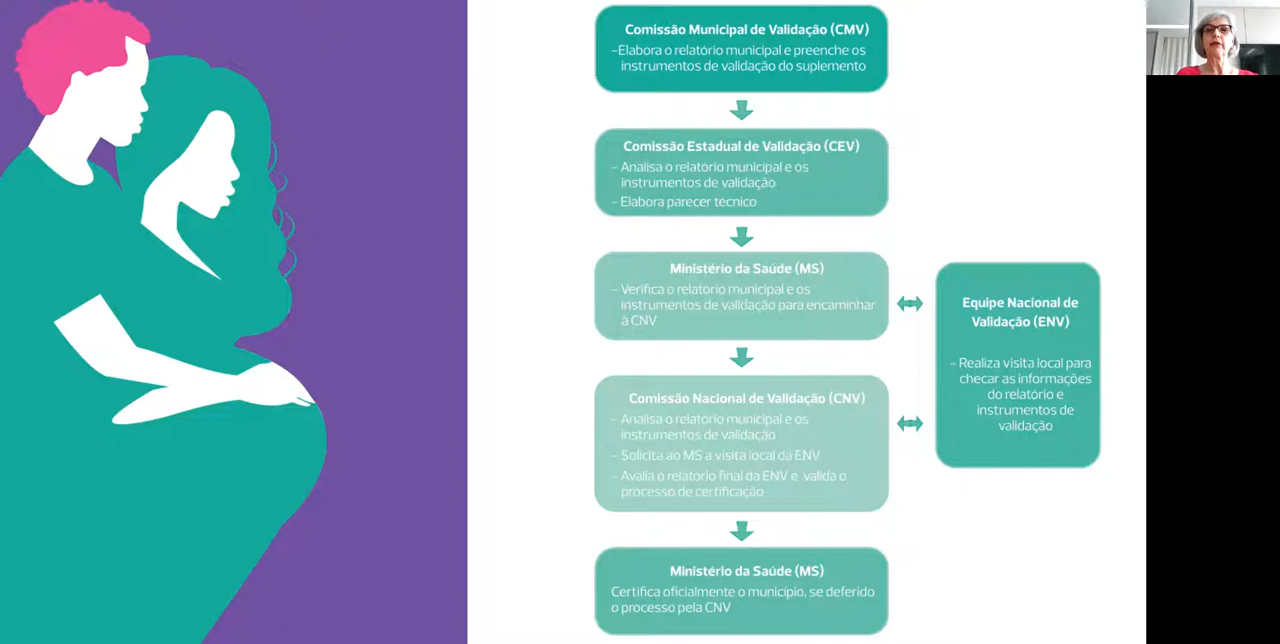 Comissão Municipal de Validação (CMV)
–Elabora o relatório municipal e preenche os
instrumentos de validação do suplemento
Comissão Estadual de Validação (CEV)
– Analisa o relatório municipal e os
instrumentos de validação
– Elabora parecer técnico
Ministério da Saúde (MS)
– Verifica o relatório municipal e os
instrumentos de validação para encaminhar
à CNV
Equipe Nacional de
Validação (ENV)
– Realiza visita local para
checar as informações
do relatório e
instrumentos de
validação
Comissão Nacional de Validação (CNV)
– Analisa o relatório municipal e os
instrumentos de validação
– Solicita ao MS a visita local da ENV
– Avalia o relatório final da ENV e valida o
processo de certificação
Ministério da Saúde (MS)
Certifica oficialmente o município, se deferido
o processo pela CNV